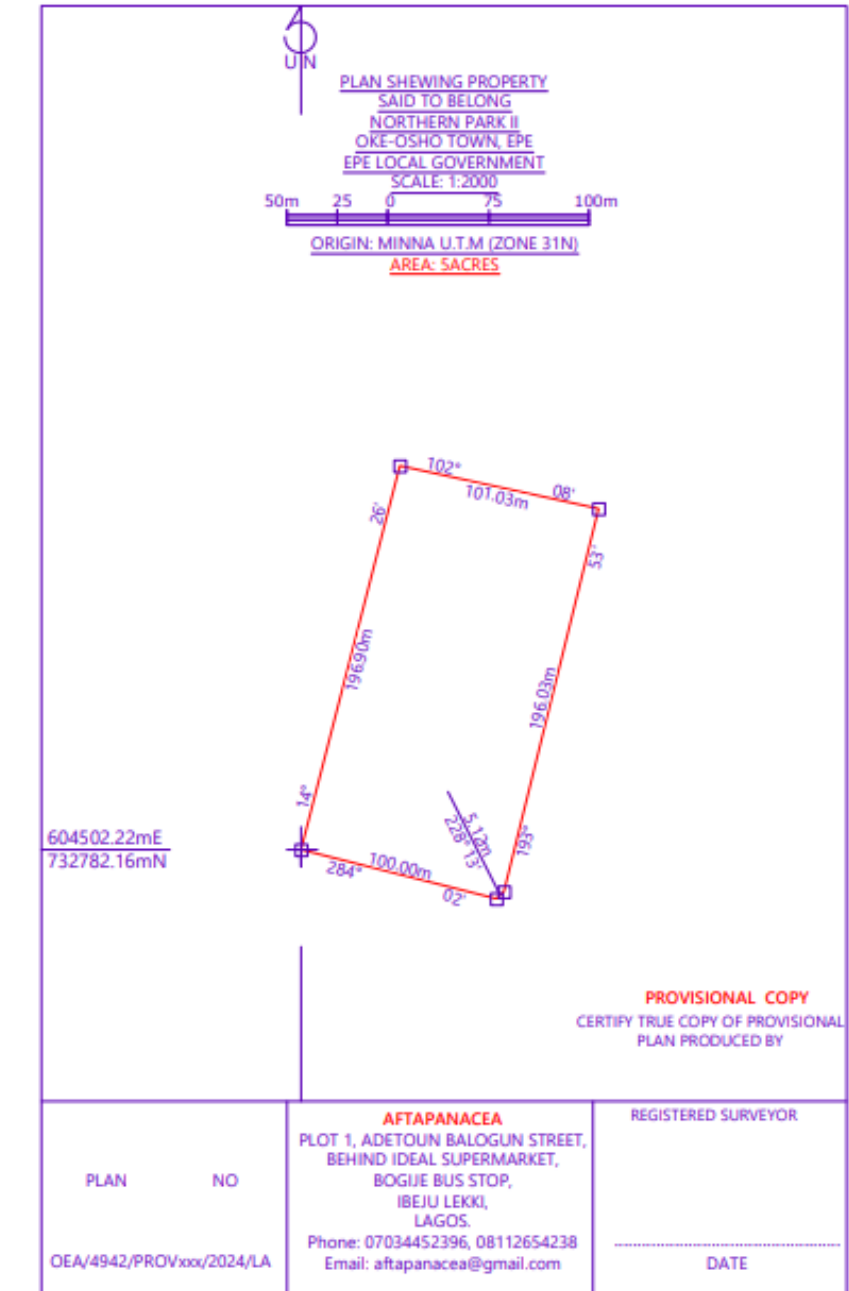 UN
PLAN SHEWING PROPERTY
SAID TO BELONG
NORTHERN PARK II
OKE-OSHO TOWN, EPE
EPE LOCAL GOVERNMENT
SCALE: 1:2000
50m 25 0 75 100m
ORIGIN: MINNA U.T.M (ZONE 31N)
AREA: 5ACRES
102° 08'
101.03m
26'
53'
196.90m
196.03m
14°
193°
5.12m
228° 13'
604502.22mE
732782.16mN
100.00m
284° 02'
PROVISIONAL COPY
CERTIFY TRUE COPY OF PROVISIONAL
PLAN PRODUCED BY
PLAN NO
OEA/4942/PROVxxx/2024/LA
AFTAPANACEA
PLOT 1, ADETOUN BALOGUN STREET,
BEHIND IDEAL SUPERMARKET,
BOGIJE BUS STOP,
IBEJU LEKKI,
LAGOS.
Phone: 07034452396, 08112654238
Email: aftapanacea@gmail.com
REGISTERED SURVEYOR
DATE